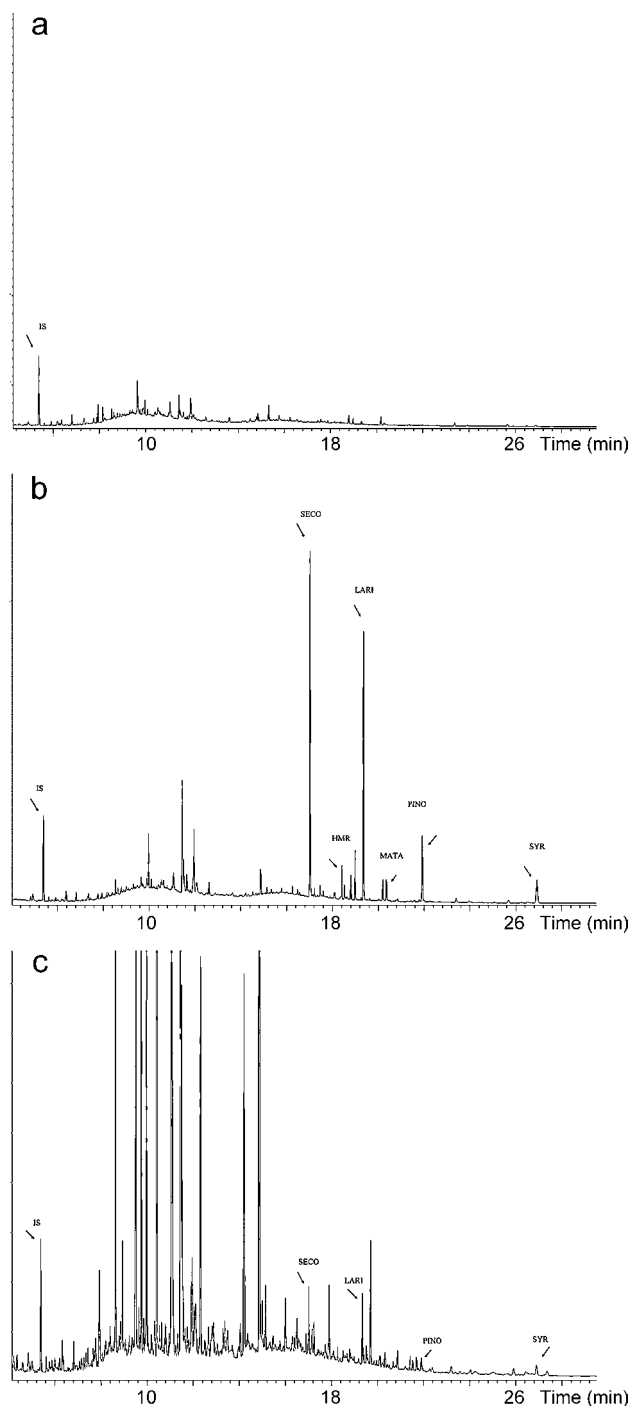 a
IS
10 18 26 Time (min)
b
SECO
LARI
IS
PINO
HMR
MATA
SYR
10 18 26 Time (min)
c
IS
SECO
LARI
PINO
SYR
10 18 26 Time (min)